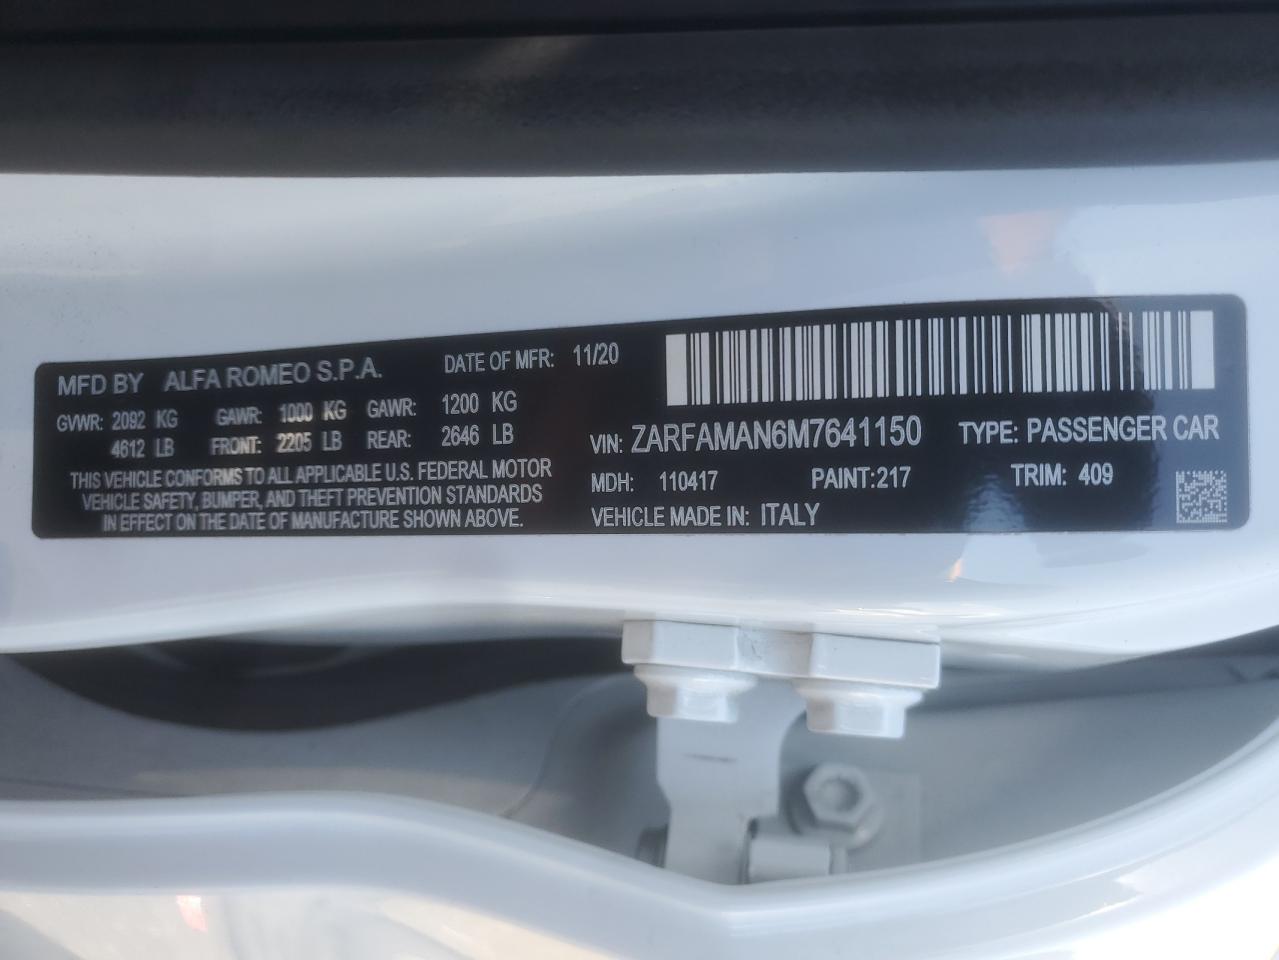 MFD BY ALFA ROMEO S.P.A. DATE OF MFR: 11/20
GVWR: 2092 KG GAWR: 1000 KG GAWR: 1200 KG
4612 LB FRONT: 2205 LB REAR: 2646 LB
THIS VEHICLE CONFORMS TO ALL APPLICABLE U.S. FEDERAL MOTOR
VEHICLE SAFETY, BUMPER, AND THEFT PREVENTION STANDARDS
IN EFFECT ON THE DATE OF MANUFACTURE SHOWN ABOVE.
VIN: ZARFAMAN6M7641150 TYPE: PASSENGER CAR
MDH: 110417 PAINT:217 TRIM: 409
VEHICLE MADE IN: ITALY